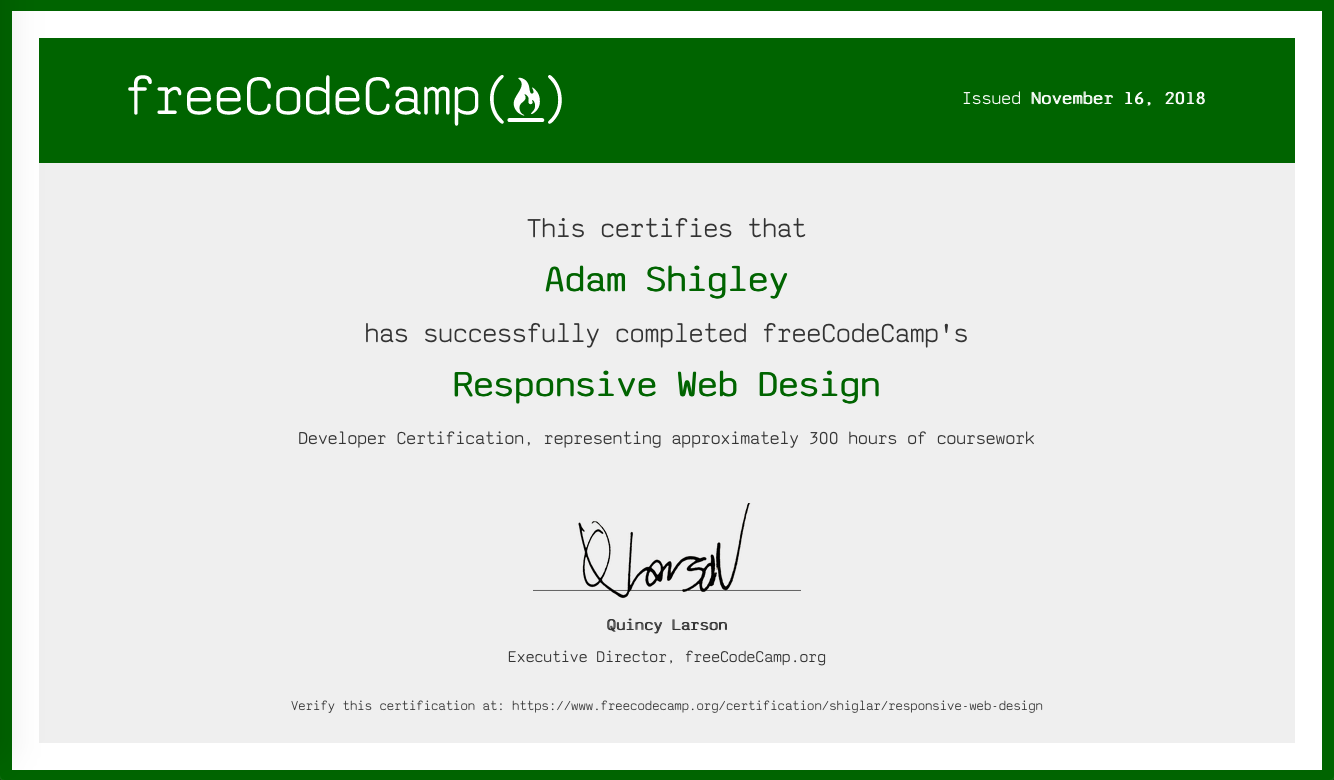 freeCodeCamp(🔥)
Issued November 16, 2018
This certifies that
Adam Shigley
has successfully completed freeCodeCamp's
Responsive Web Design
Developer Certification, representing approximately 300 hours of coursework
Q Larson
Quincy Larson
Executive Director, freeCodeCamp.org
Verify this certification at: https://www.freecodecamp.org/certification/shiglar/responsive-web-design